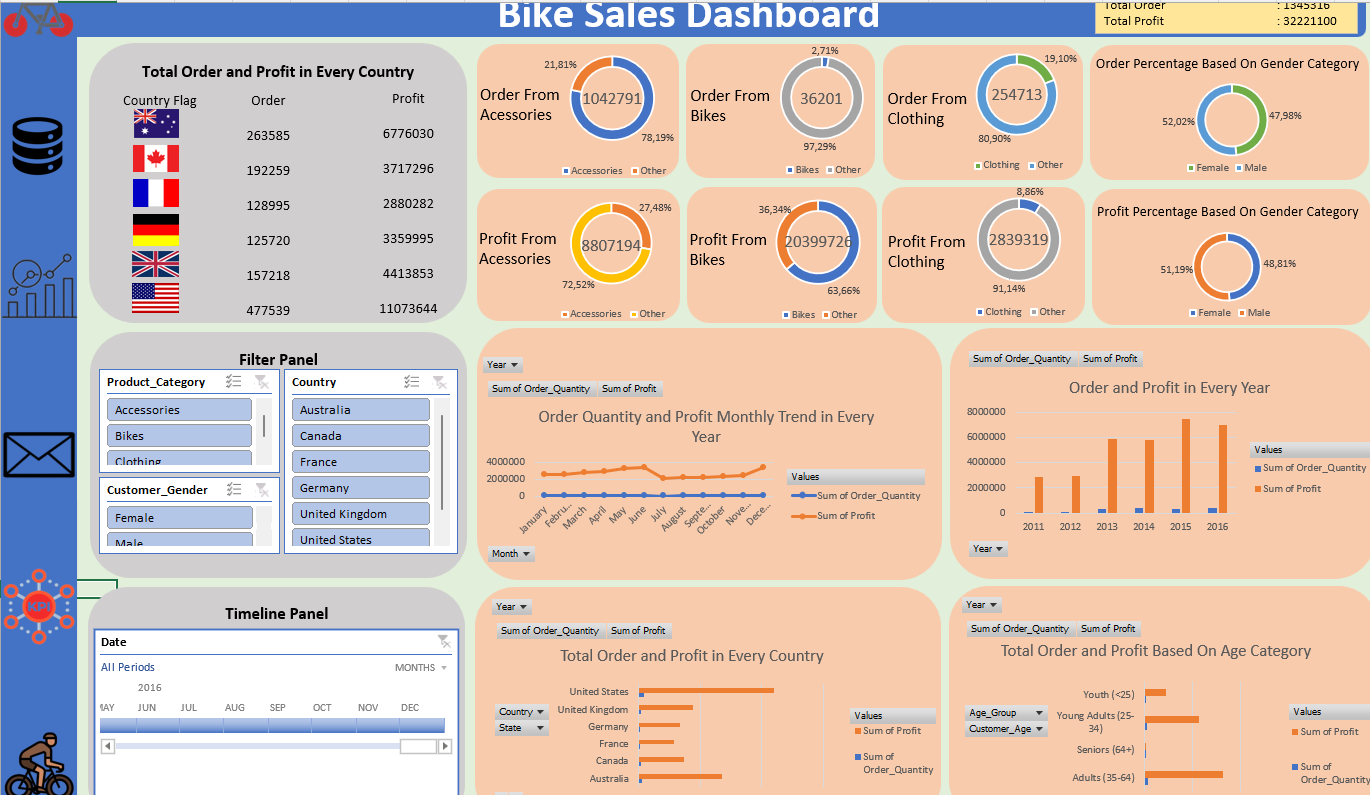 Bike Sales Dashboard
Total Order : 1345316
Total Profit : 32221100
Total Order and Profit in Every Country
Country Flag Order Profit
263585 6776030
192259 3717296
128995 2880282
125720 3359995
157218 4413853
477539 11073644
Order From Acessories
21,81%
1042791
78,19%
Accessories Other
Order From Bikes
2,71%
36201
97,29%
Bikes Other
Order From Clothing
19,10%
254713
80,90%
Clothing Other
Order Percentage Based On Gender Category
52,02%
47,98%
Female Male
Profit From Acessories
27,48%
8807194
72,52%
Accessories Other
Profit From Bikes
36,34%
20399726
63,66%
Bikes Other
Profit From Clothing
8,86%
2839319
91,14%
Clothing Other
Profit Percentage Based On Gender Category
51,19%
48,81%
Female Male
Filter Panel
Product_Category
Accessories
Bikes
Clothing
Customer_Gender
Female
Male
Country
Australia
Canada
France
Germany
United Kingdom
United States
Year
Sum of Order_Quantity Sum of Profit
Order Quantity and Profit Monthly Trend in Every
Year
4000000
2000000
0
January Febru... March April May June July August Septe... October Nove... Dece...
Values
Sum of Order_Quantity
Sum of Profit
Month
Sum of Order_Quantity Sum of Profit
Order and Profit in Every Year
8000000
6000000
4000000
2000000
0
2011 2012 2013 2014 2015 2016
Values
Sum of Order_Quantity
Sum of Profit
Year
Timeline Panel
Date
All Periods MONTHS
2016
JUN JUL AUG SEP OCT NOV DEC
Year
Sum of Order_Quantity Sum of Profit
Total Order and Profit in Every Country
Country
State
United States
United Kingdom
Germany
France
Canada
Australia
Values
Sum of Profit
Sum of
Order_Quantity
Year
Sum of Order_Quantity Sum of Profit
Total Order and Profit Based On Age Category
Age_Group
Customer_Age
Youth (<25)
Young Adults (25-
34)
Seniors (64+)
Adults (35-64)
Values
Sum of Profit
Sum of
Order_Quantity
KPI